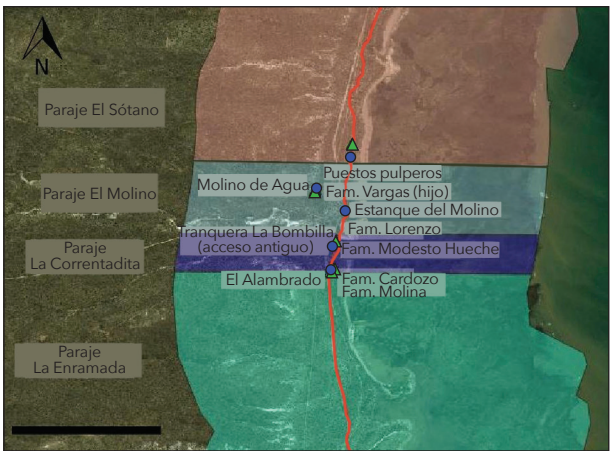 N
Paraje El Sótano
Puestos pulperos
Paraje El Molino
Molino de Agua
Fam. Vargas (hijo)
Estanque del Molino
Fam. Lorenzo
Tranquera La Bombilla
(acceso antiguo)
Fam. Modesto Hueche
Paraje
La Correntadita
El Alambrado
Fam. Cardozo
Fam. Molina
Paraje
La Enramada